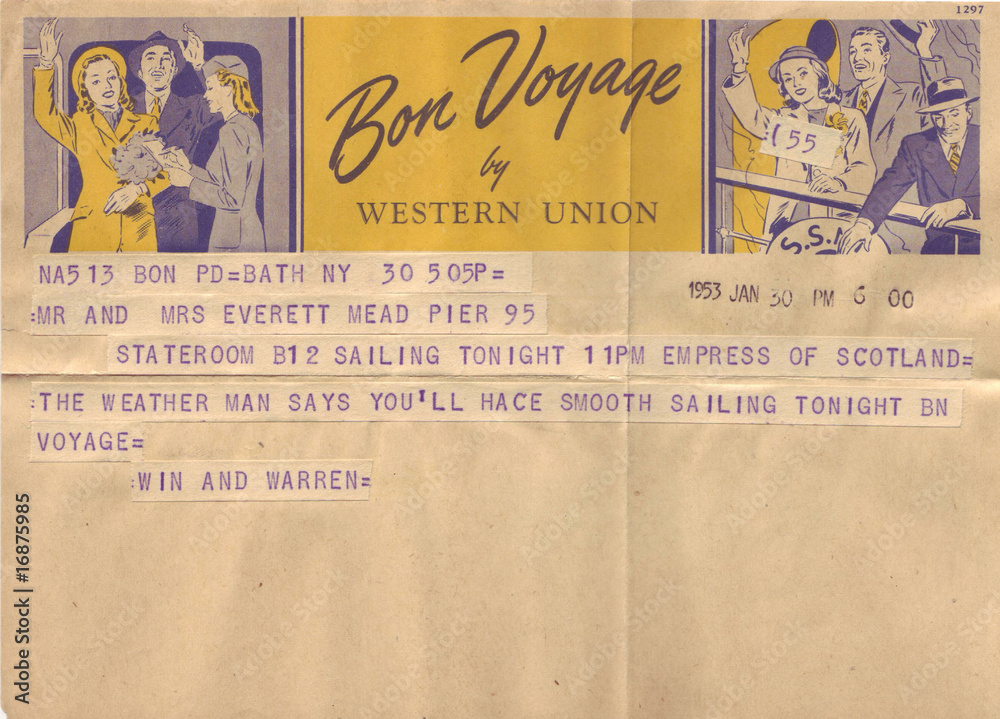 1297
Bon Voyage
by
WESTERN UNION
(55
S.S.
NA513 BON PD=BATH NY 30 505P=
1953 JAN 30 PM 6 00
:MR AND MRS EVERETT MEAD PIER 95
STATEROOM B12 SAILING TONIGHT 11PM EMPRESS OF SCOTLAND=
:THE WEATHER MAN SAYS YOU'LL HACE SMOOTH SAILING TONIGHT BN
VOYAGE=
:WIN AND WARREN=
Adobe Stock | #16875985